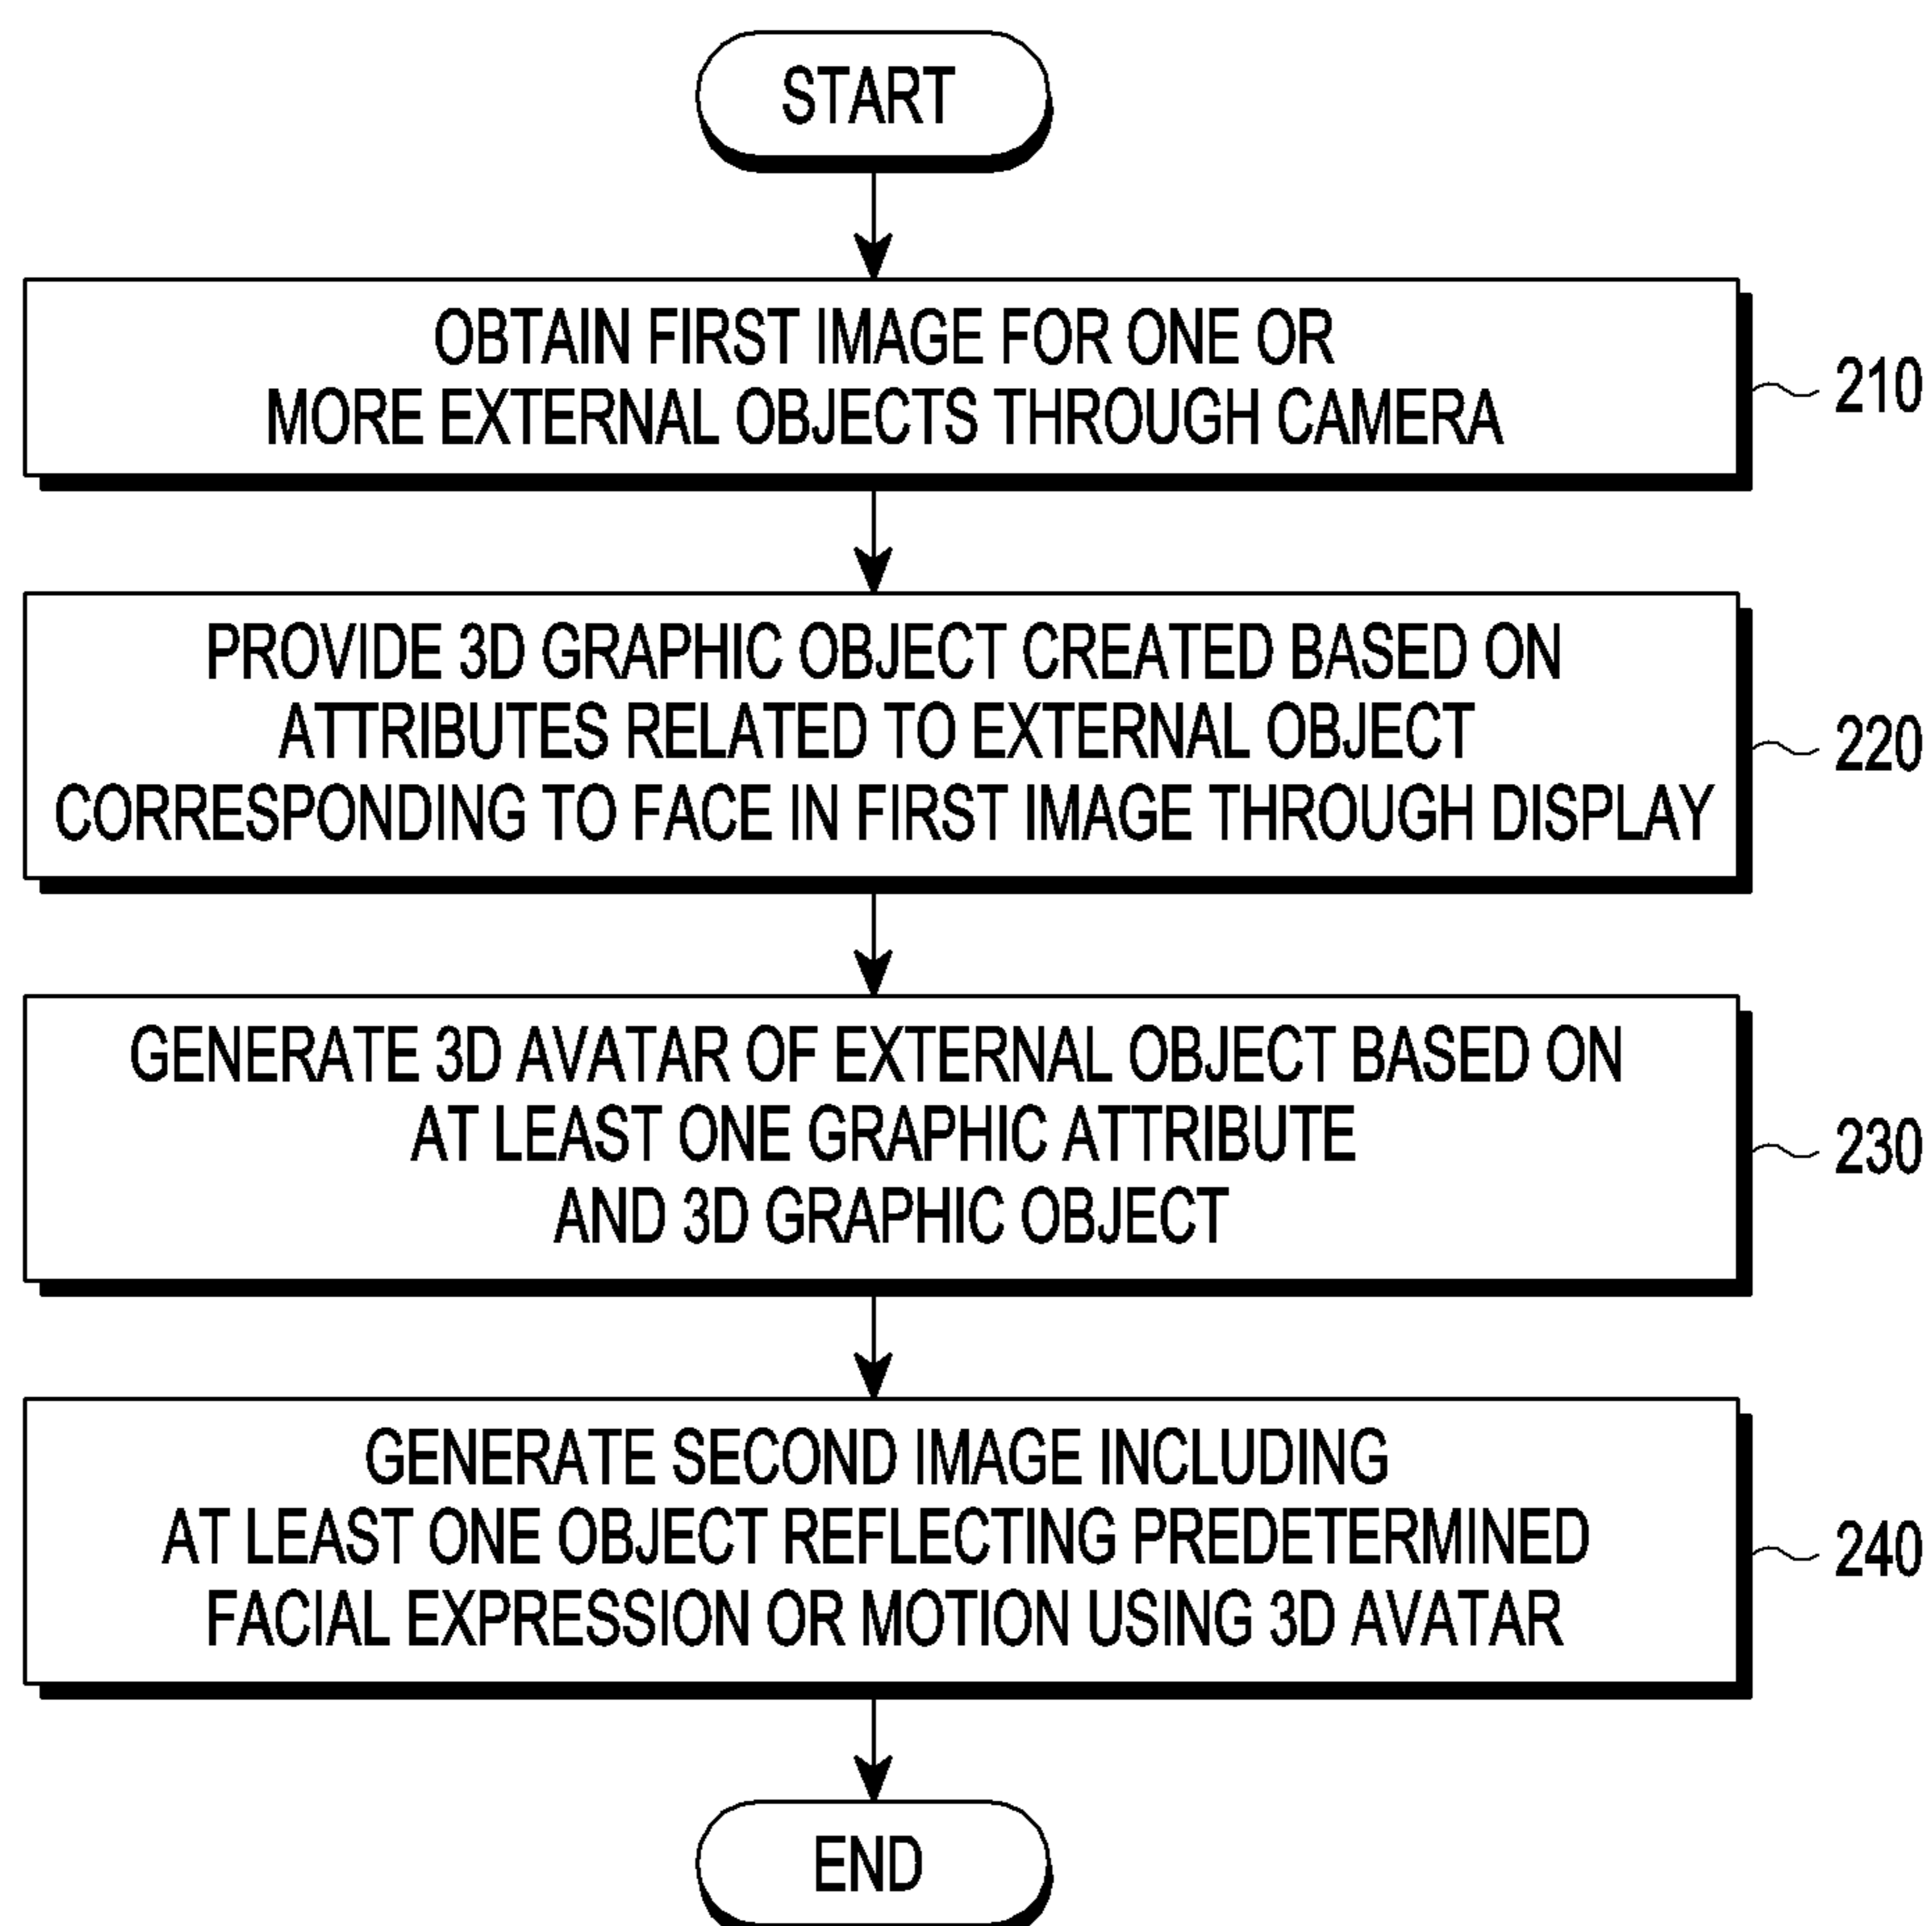 START
OBTAIN FIRST IMAGE FOR ONE OR
MORE EXTERNAL OBJECTS THROUGH CAMERA
210
PROVIDE 3D GRAPHIC OBJECT CREATED BASED ON
ATTRIBUTES RELATED TO EXTERNAL OBJECT
CORRESPONDING TO FACE IN FIRST IMAGE THROUGH DISPLAY
220
GENERATE 3D AVATAR OF EXTERNAL OBJECT BASED ON
AT LEAST ONE GRAPHIC ATTRIBUTE
AND 3D GRAPHIC OBJECT
230
GENERATE SECOND IMAGE INCLUDING
AT LEAST ONE OBJECT REFLECTING PREDETERMINED
FACIAL EXPRESSION OR MOTION USING 3D AVATAR
240
END